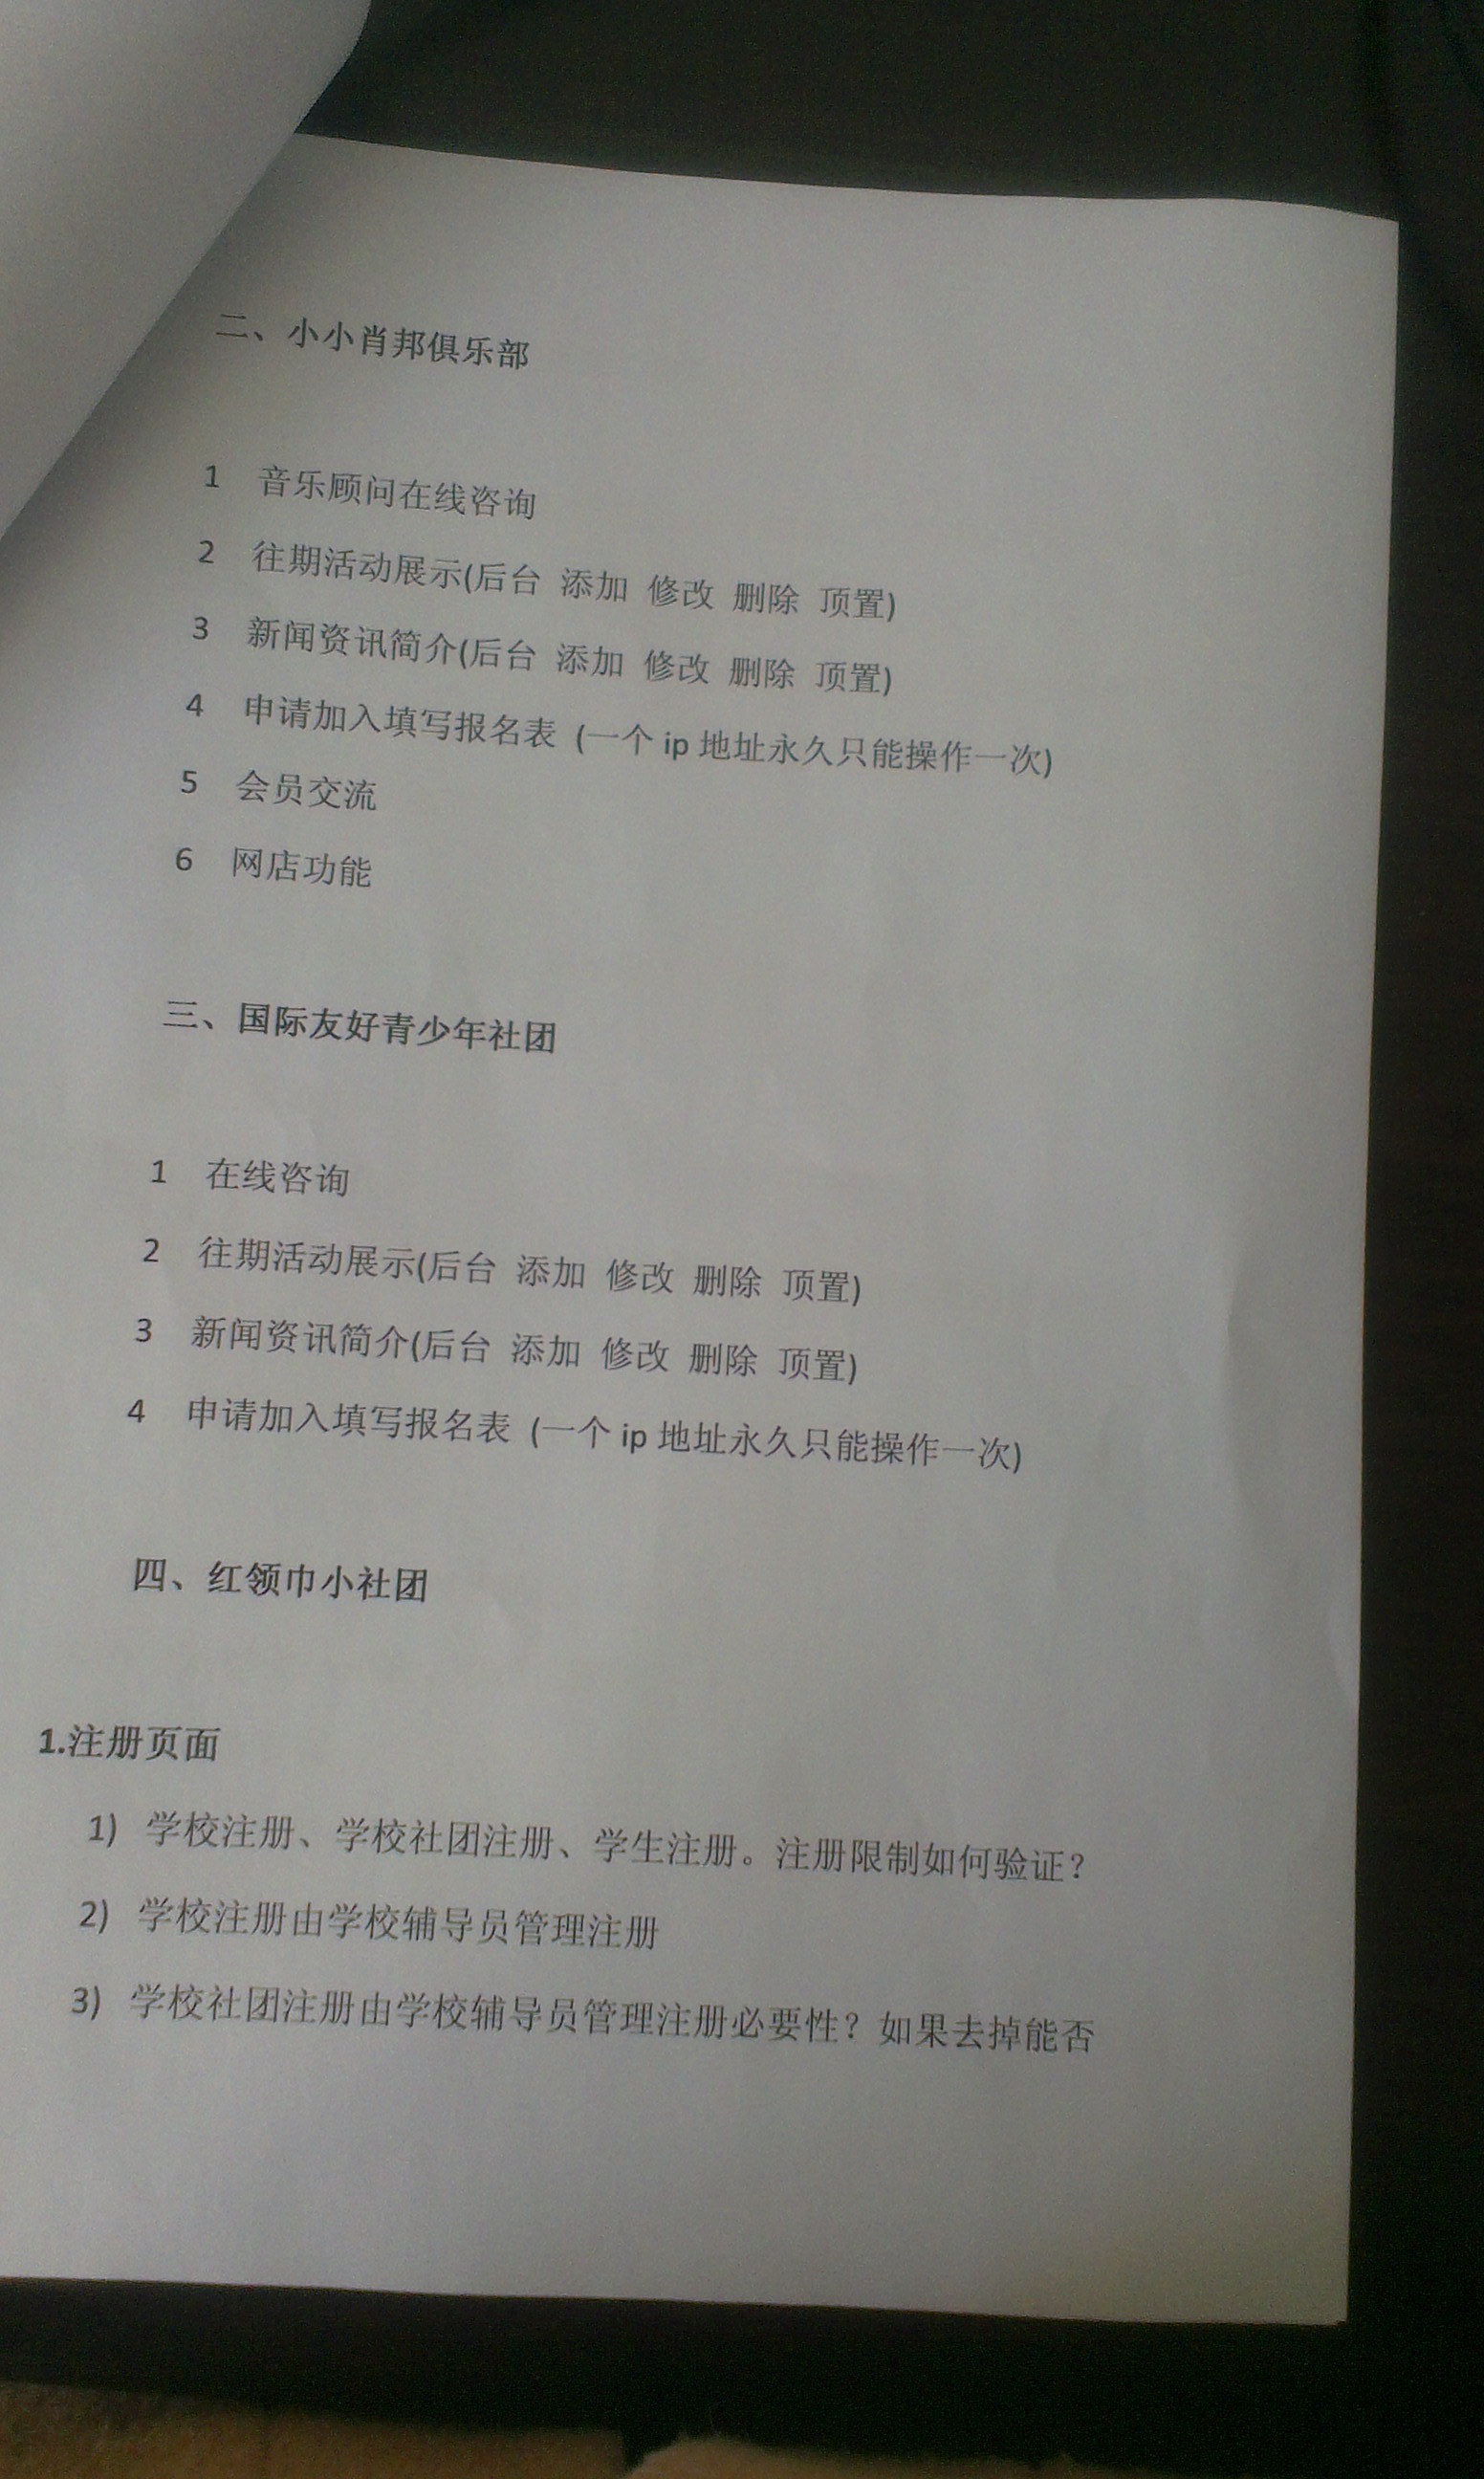 二、小小肖邦俱乐部
1 音乐顾问在线咨询
2 往期活动展示(后台 添加 修改 删除 顶置)
3 新闻资讯简介(后台 添加 修改 删除 顶置)
4 申请加入填写报名表 (一个 ip 地址永久只能操作一次)
5 会员交流
6 网店功能
三、国际友好青少年社团
1 在线咨询
2 往期活动展示(后台 添加 修改 删除 顶置)
3 新闻资讯简介(后台 添加 修改 删除 顶置)
4 申请加入填写报名表 (一个 ip 地址永久只能操作一次)
四、红领巾小社团
1.注册页面
1) 学校注册、学校社团注册、学生注册。注册限制如何验证？
2) 学校注册由学校辅导员管理注册
3) 学校社团注册由学校辅导员管理注册必要性？如果去掉能否